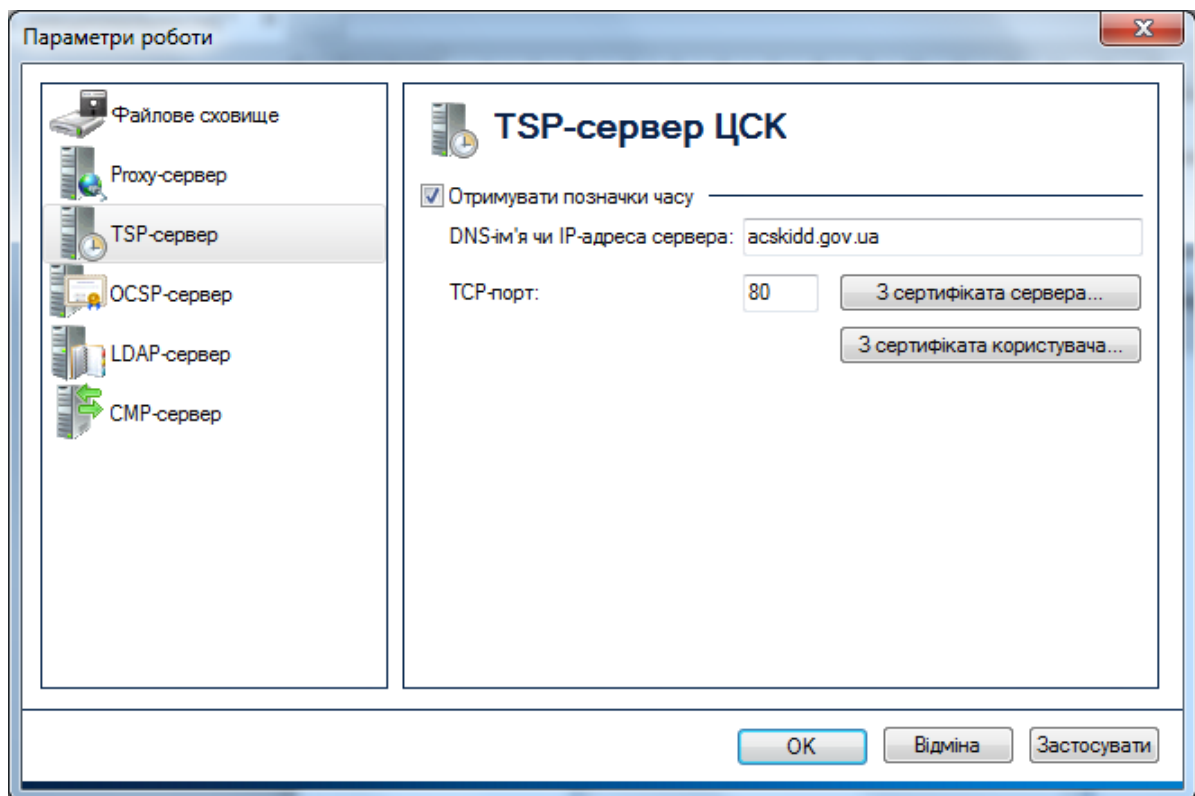 Параметри роботи
Файлове сховище
Proxy-сервер
TSP-сервер
OCSP-сервер
LDAP-сервер
CMP-сервер
TSP-сервер ЦСК
Отримувати позначки часу
DNS-ім'я чи IP-адреса сервера: acskidd.gov.ua
TCP-порт: 80 З сертифіката сервера...
З сертифіката користувача...
OK Відміна Застосувати